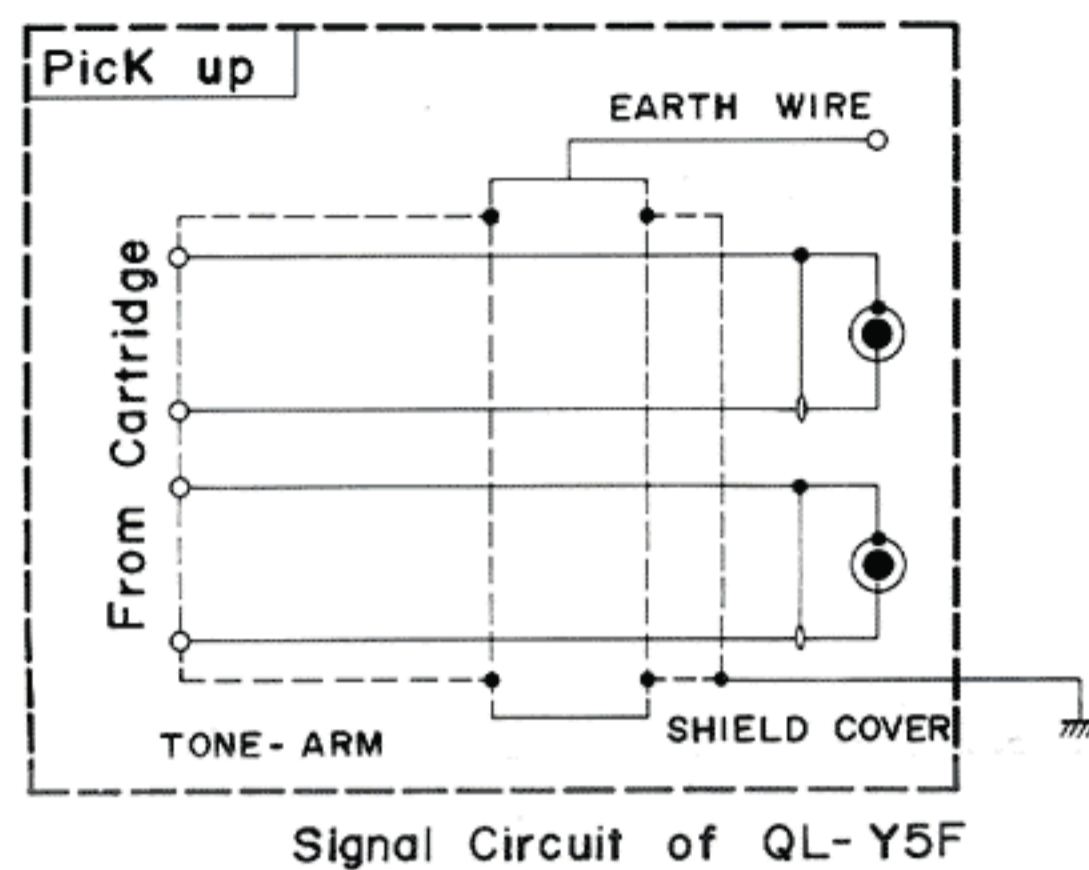 PicK up
EARTH WIRE
From Cartridge
TONE-ARM
SHIELD COVER
Signal Circuit of QL-Y5F